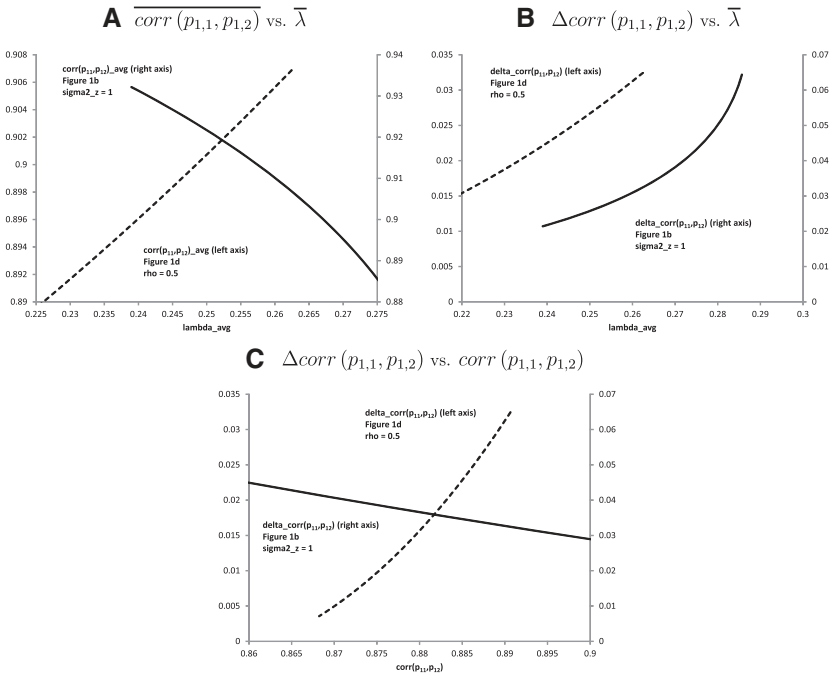 A corr (p1,1, p1,2) vs. λ
0.908
0.906
0.904
0.902
0.9
0.898
0.896
0.894
0.892
0.89
corr(p11,p12)_avg (right axis)
Figure 1b
sigma2_z = 1
corr(p11,p12)_avg (left axis)
Figure 1d
rho = 0.5
0.94
0.93
0.92
0.91
0.9
0.89
0.88
0.225 0.23 0.235 0.24 0.245 0.25 0.255 0.26 0.265 0.27 0.275
lambda_avg
B Δcorr (p1,1, p1,2) vs. λ
0.035
0.03
0.025
0.02
0.015
0.01
0.005
0
delta_corr(p11,p12) (left axis)
Figure 1d
rho = 0.5
delta_corr(p11,p12) (right axis)
Figure 1b
sigma2_z = 1
0.07
0.06
0.05
0.04
0.03
0.02
0.01
0
0.22 0.23 0.24 0.25 0.26 0.27 0.28 0.29 0.3
lambda_avg
C Δcorr (p1,1, p1,2) vs. corr (p1,1, p1,2)
0.035
0.03
0.025
0.02
0.015
0.01
0.005
0
delta_corr(p11,p12) (left axis)
Figure 1d
rho = 0.5
delta_corr(p11,p12) (right axis)
Figure 1b
sigma2_z = 1
0.07
0.06
0.05
0.04
0.03
0.02
0.01
0
0.86 0.865 0.87 0.875 0.88 0.885 0.89 0.895 0.9
corr(p11,p12)